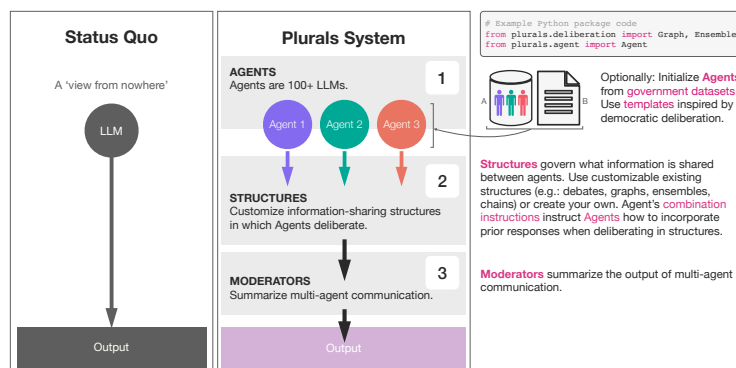 Status Quo
A ‘view from nowhere’
LLM
Output
Plurals System
AGENTS
Agents are 100+ LLMs.
1
Agent 1
Agent 2
Agent 3
2
STRUCTURES
Customize information-sharing structures
in which Agents deliberate.
3
MODERATORS
Summarize multi-agent communication.
Output
# Example Python package code
from plurals.deliberation import Graph, Ensemble
from plurals.agent import Agent
A
B
Optionally: Initialize Agents
from government datasets.
Use templates inspired by
democratic deliberation.
Structures govern what information is shared
between agents. Use customizable existing
structures (e.g.: debates, graphs, ensembles,
chains) or create your own. Agent’s combination
instructions instruct Agents how to incorporate
prior responses when deliberating in structures.
Moderators summarize the output of multi-agent
communication.